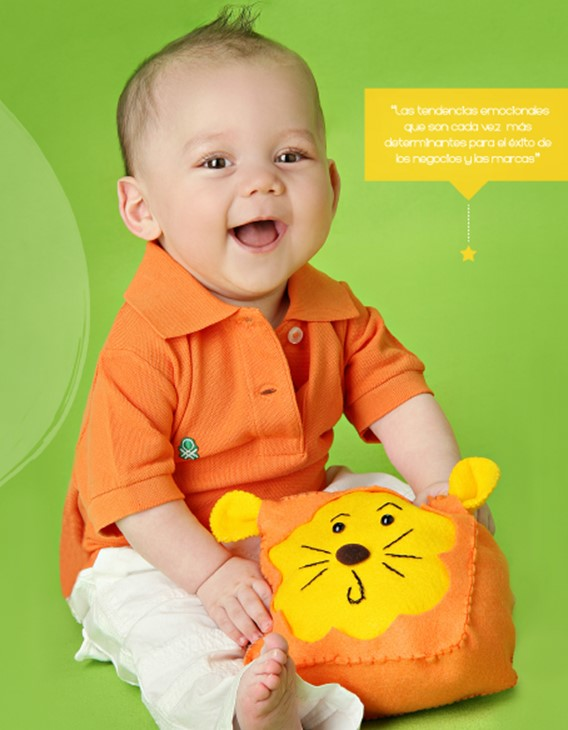 "Las tendencias emocionales
que son cada vez más
determinantes para el éxito de
los negocios y las marcas"